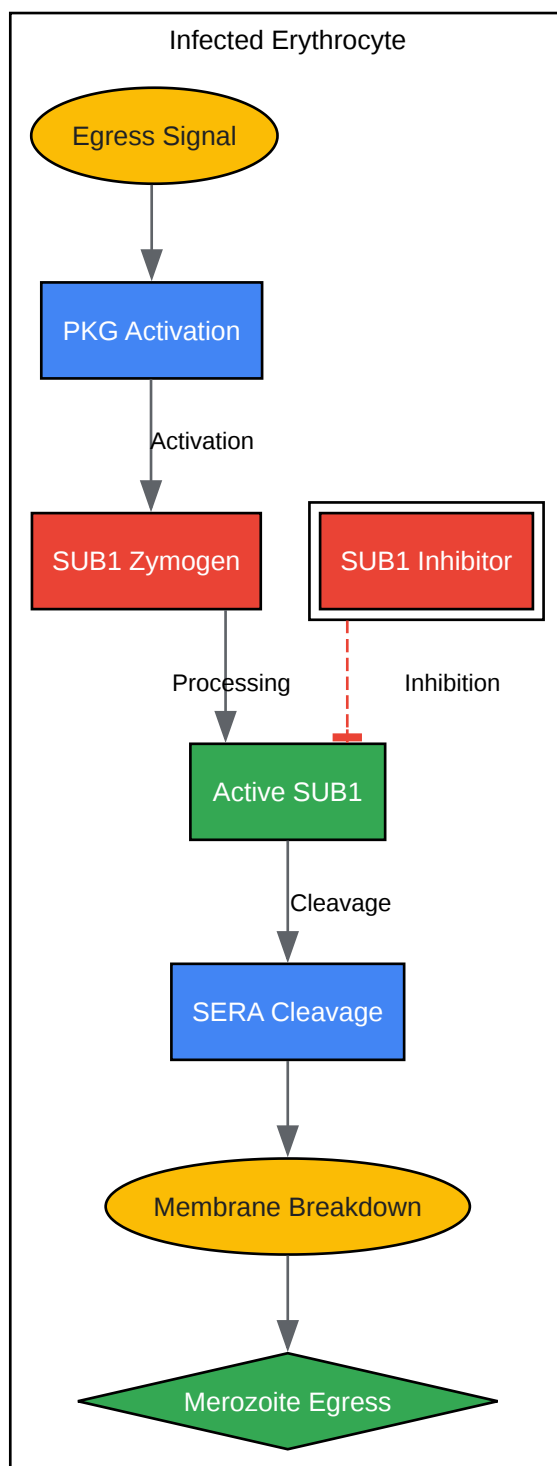 Infected Erythrocyte
Egress Signal
PKG Activation
Activation
SUB1 Zymogen
SUB1 Inhibitor
Processing
Inhibition
Active SUB1
Cleavage
SERA Cleavage
Membrane Breakdown
Merozoite Egress